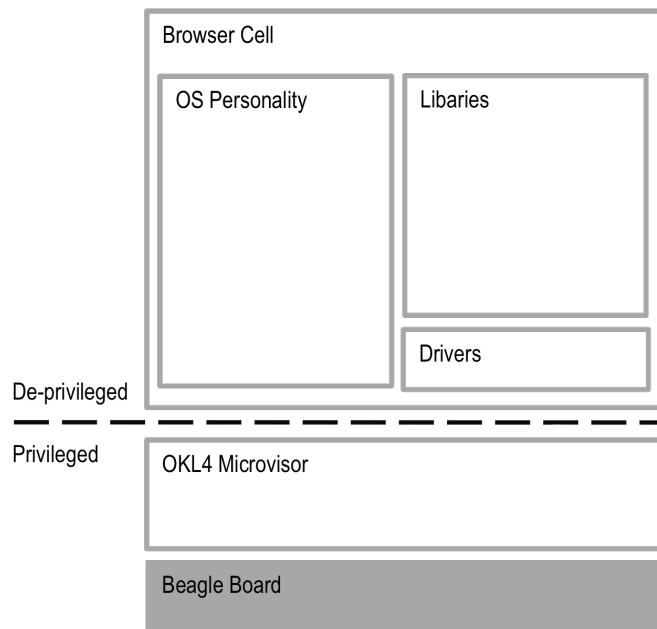 Browser Cell
OS Personality
Libaries
Drivers
De-privileged
Privileged
OKL4 Microvisor
Beagle Board